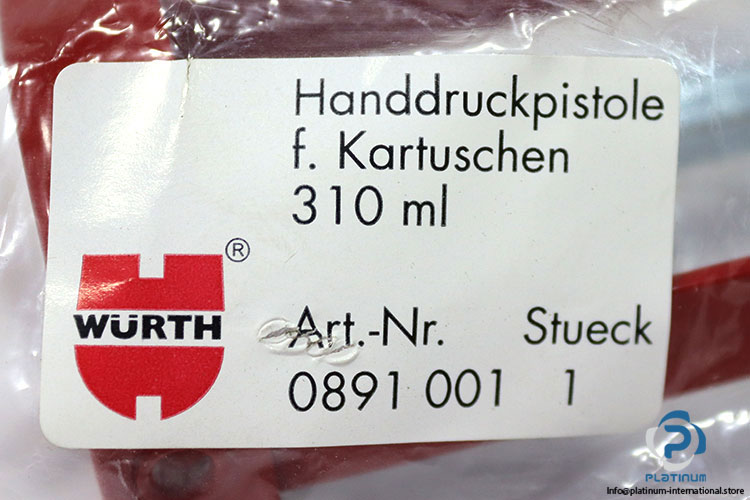 Handdruckpistole
f. Kartuschen
310 ml
®
WÜRTH
Art.-Nr. Stueck
0891 001 1
PLATINUM
Info@platinum-international.store